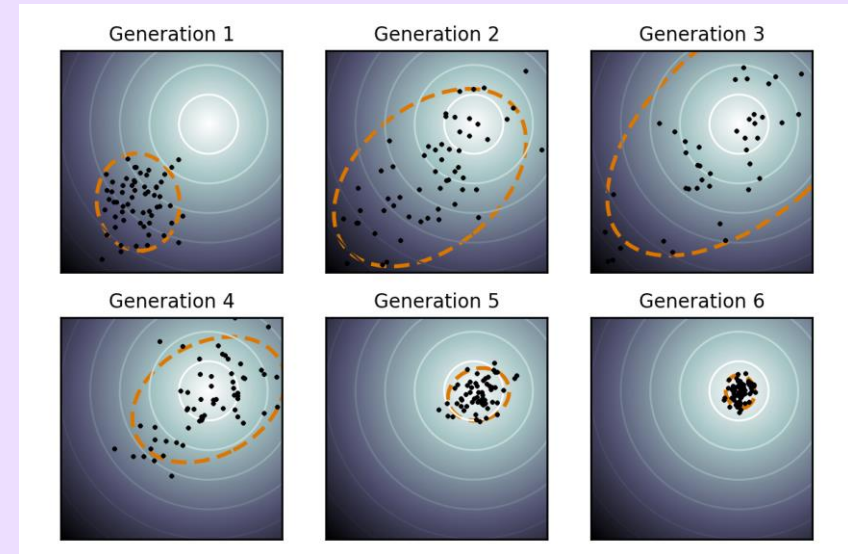 Generation 1
Generation 2
Generation 3
Generation 4
Generation 5
Generation 6